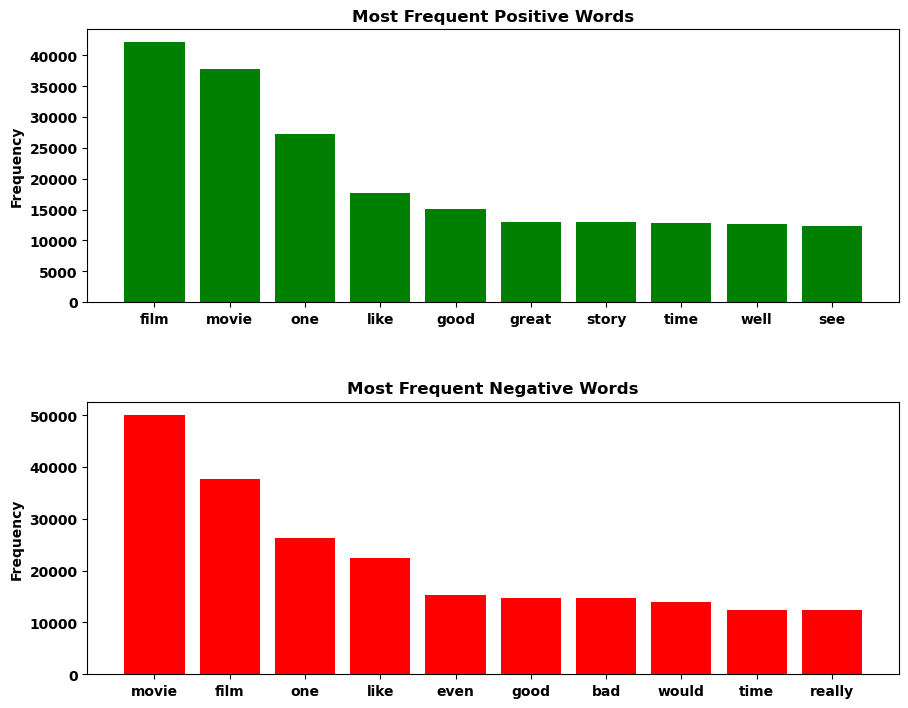 Most Frequent Positive Words
Frequency
40000
35000
30000
25000
20000
15000
10000
5000
0
film movie one like good great story time well see
Most Frequent Negative Words
Frequency
50000
40000
30000
20000
10000
0
movie film one like even good bad would time really